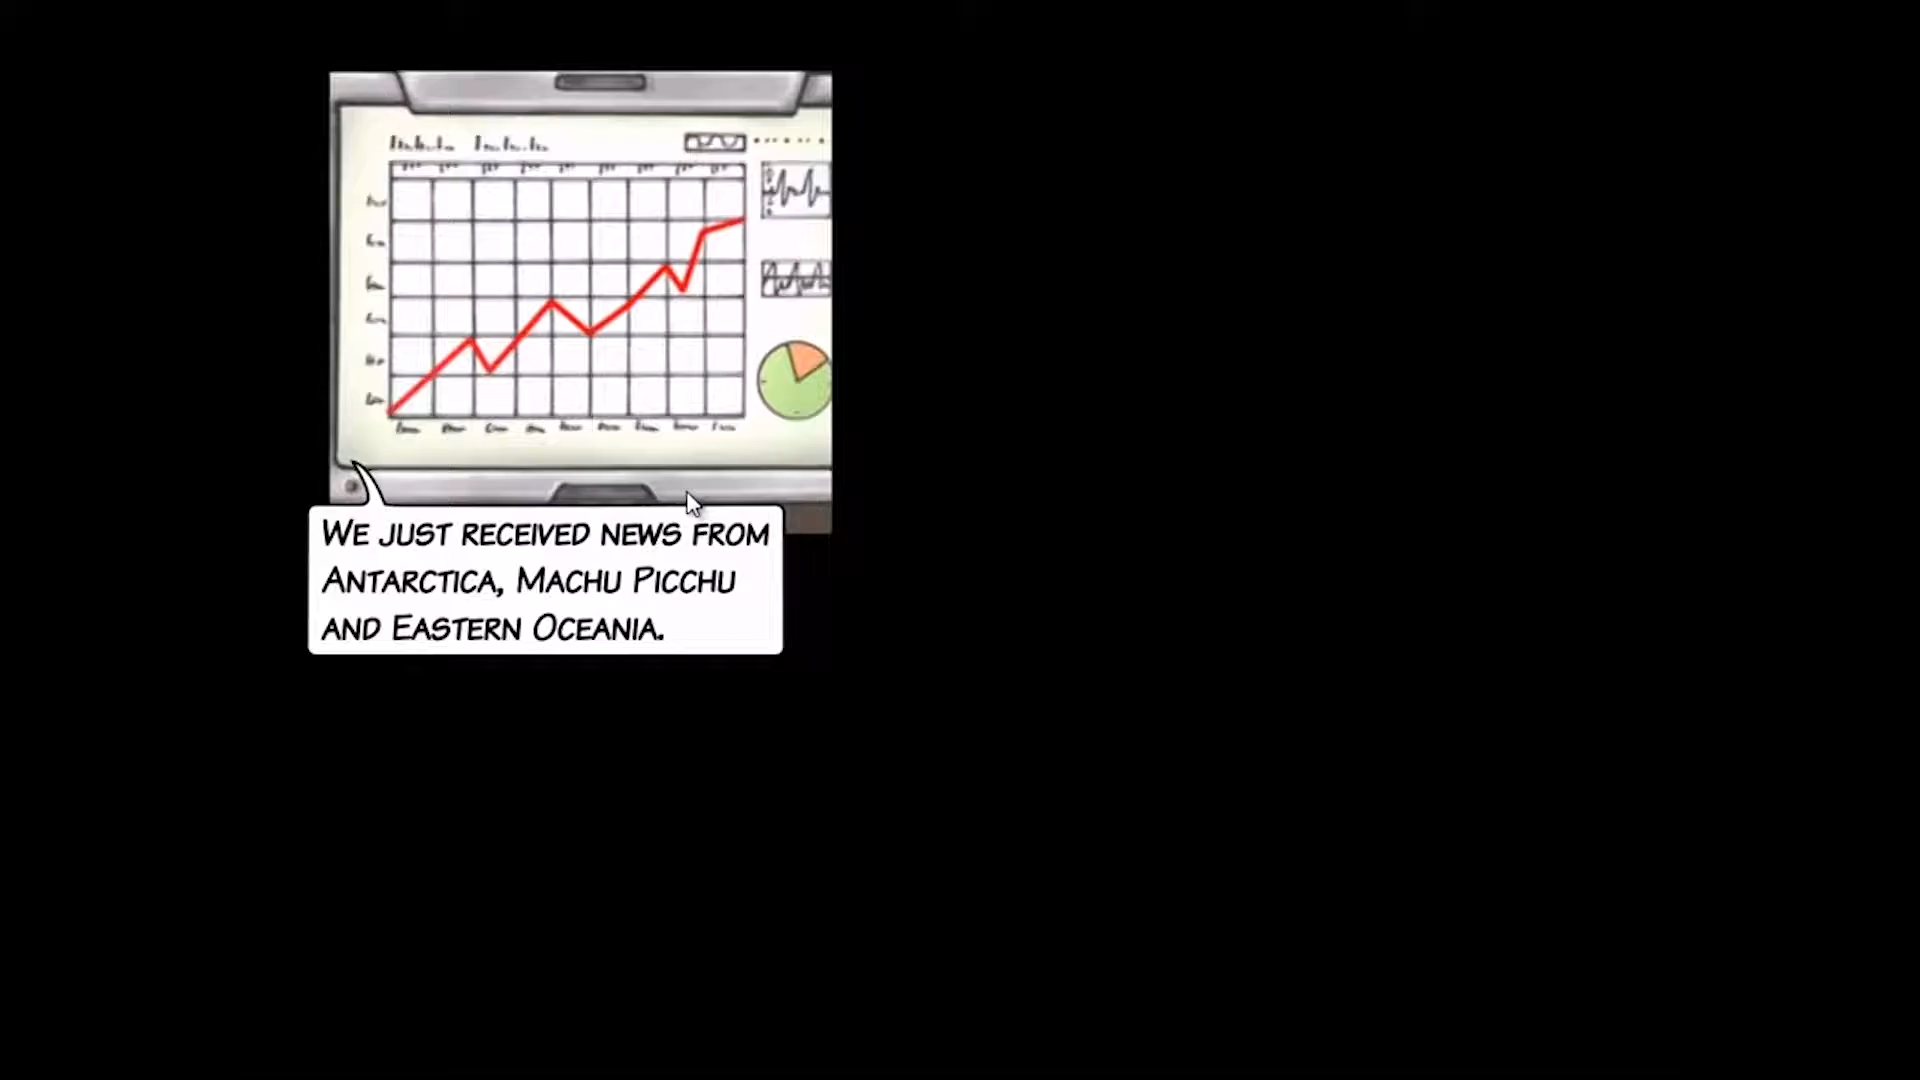 We just received news from
Antarctica, Machu Picchu
and Eastern Oceania.